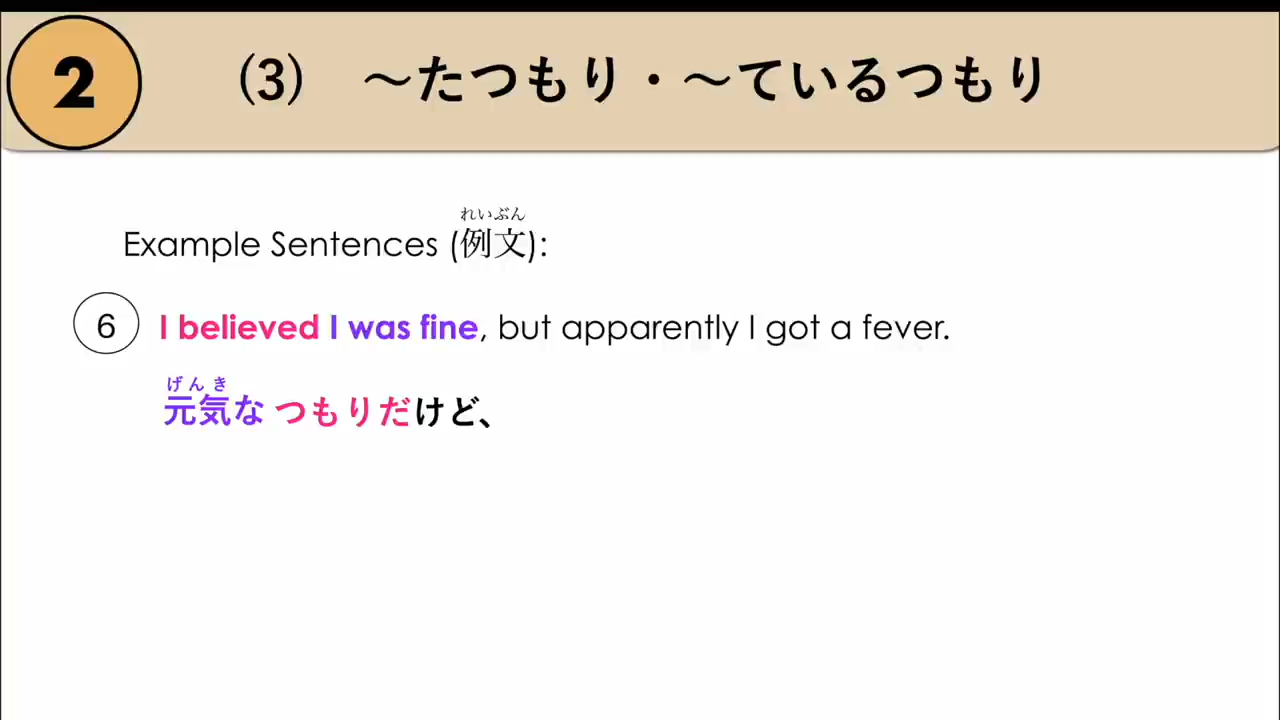 2
(3) ～たつもり・～ているつもり
れいぶん
Example Sentences (例文):
6 I believed I was fine, but apparently I got a fever.
げんき
元気な つもりだけど、